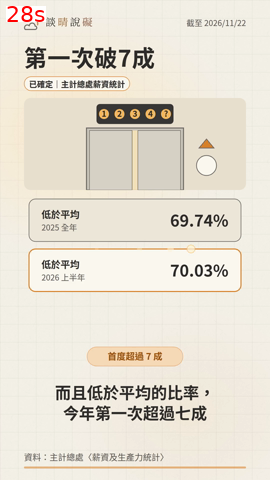 28s
談晴說礙
截至 2026/11/22
第一次破7成
已確定｜主計總處薪資統計
1 2 3 4 ?
低於平均
2025 全年
69.74%
低於平均
2026 上半年
70.03%
首度超過 7 成
而且低於平均的比率，
今年第一次超過七成
資料：主計總處〈薪資及生產力統計〉